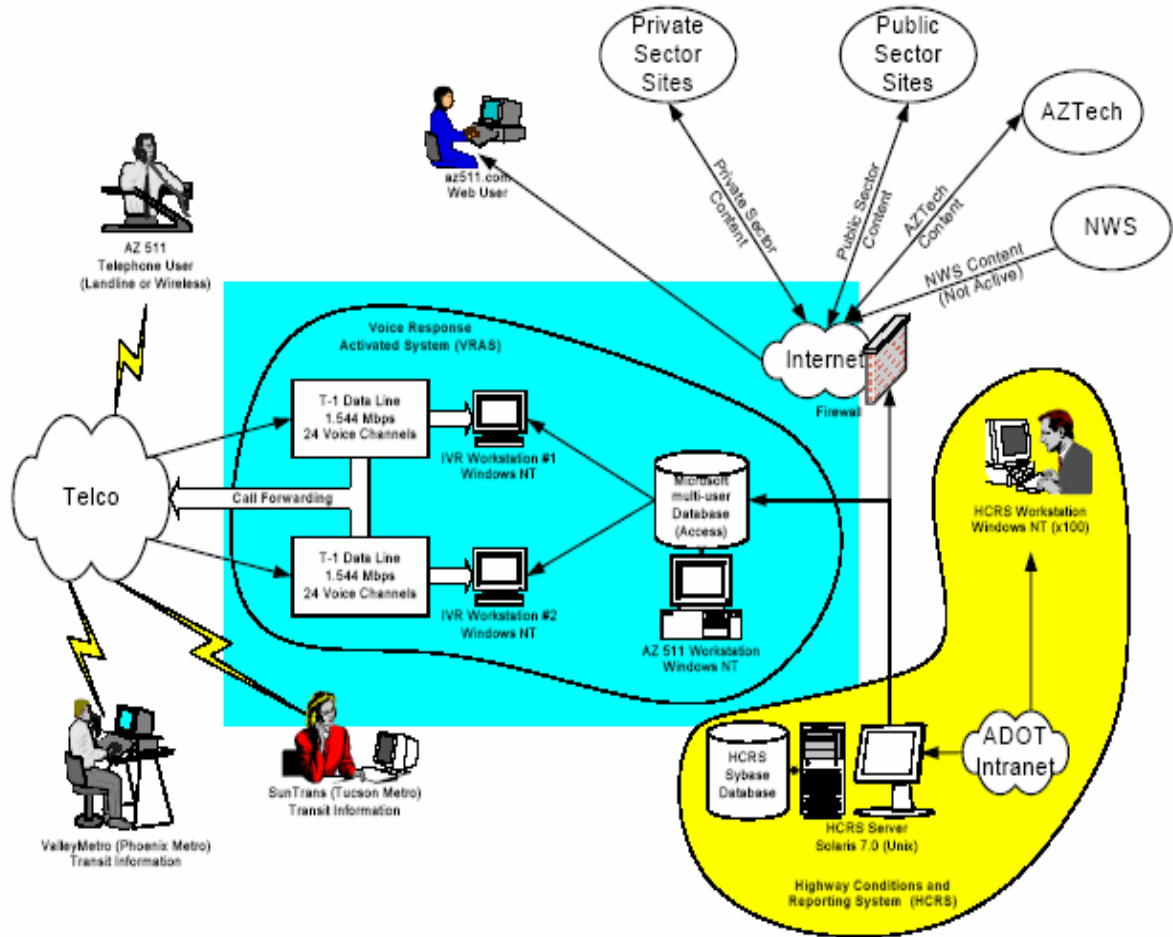 Private
Sector
Sites
Public
Sector
Sites
AZTech
NWS
az511.com
Web User
Private Sector
Content
Public Sector
Content
AZTech
Content
NWS Content
(Not Active)
AZ 511
Telephone User
(Landline or Wireless)
Voice Response
Activated System (VRAS)
Internet
Firewall
T-1 Data Line
1.544 Mbps
24 Voice Channels
IVR Workstation #1
Windows NT
Telco
Call Forwarding
Microsoft
multi-user
Database
(Access)
HCRS Workstation
Windows NT (x100)
T-1 Data Line
1.544 Mbps
24 Voice Channels
IVR Workstation #2
Windows NT
AZ 511 Workstation
Windows NT
ValleyMetro (Phoenix Metro)
Transit Information
SunTrans (Tucson Metro)
Transit Information
HCRS
Sybase
Database
ADOT
Intranet
HCRS Server
Solaris 7.0 (Unix)
Highway Conditions and
Reporting System (HCRS)